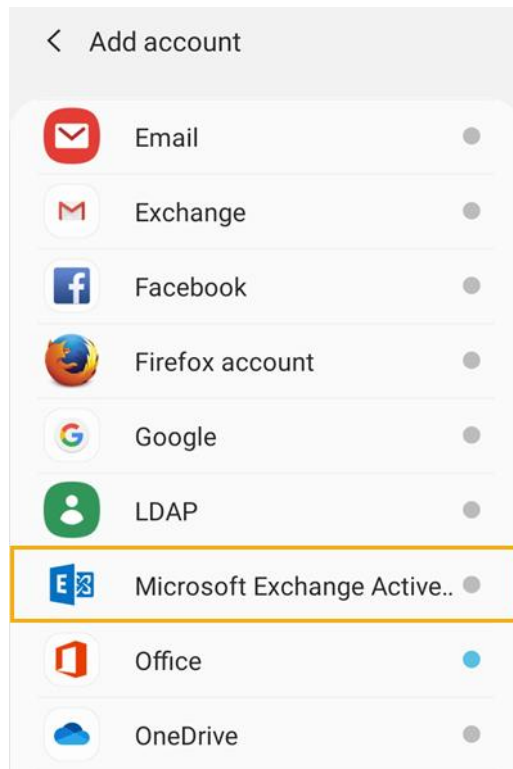 Add account
Email
Exchange
Facebook
Firefox account
Google
LDAP
Microsoft Exchange Active..
Office
OneDrive